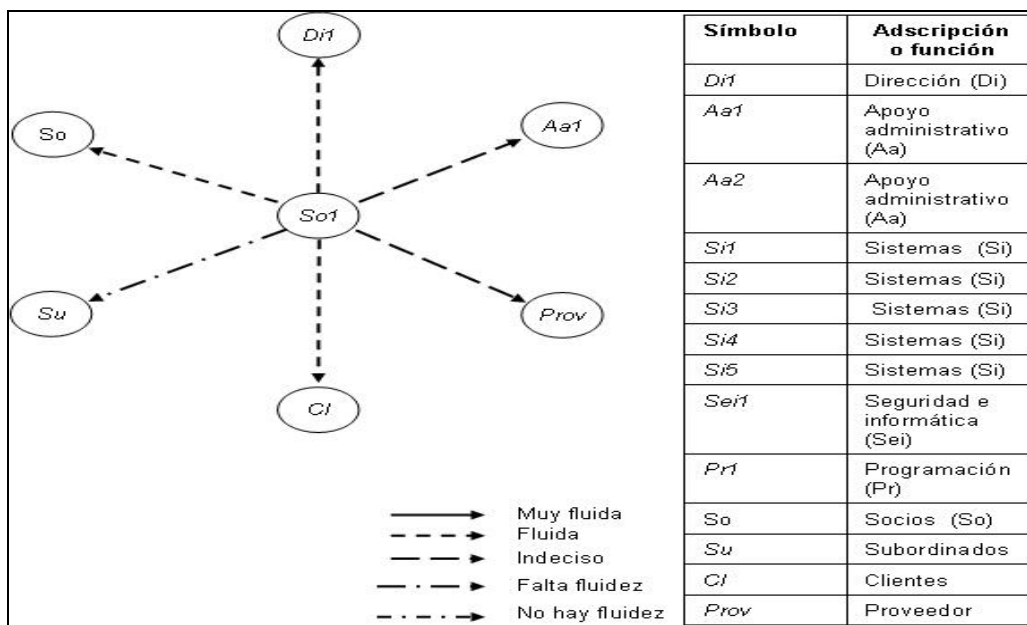 Di1
So
Aa1
So1
Su
Prov
Cl
Muy fluida
Fluida
Indeciso
Falta fluidez
No hay fluidez
Símbolo
Adscripción
o función
Di1
Dirección (Di)
Aa1
Apoyo
administrativo
(Aa)
Aa2
Apoyo
administrativo
(Aa)
Si1
Sistemas (Si)
Si2
Sistemas (Si)
Si3
Sistemas (Si)
Si4
Sistemas (Si)
Si5
Sistemas (Si)
Sei1
Seguridad e
informática
(Sei)
Pr1
Programación
(Pr)
So
Socios (So)
Su
Subordinados
Cl
Clientes
Prov
Proveedor